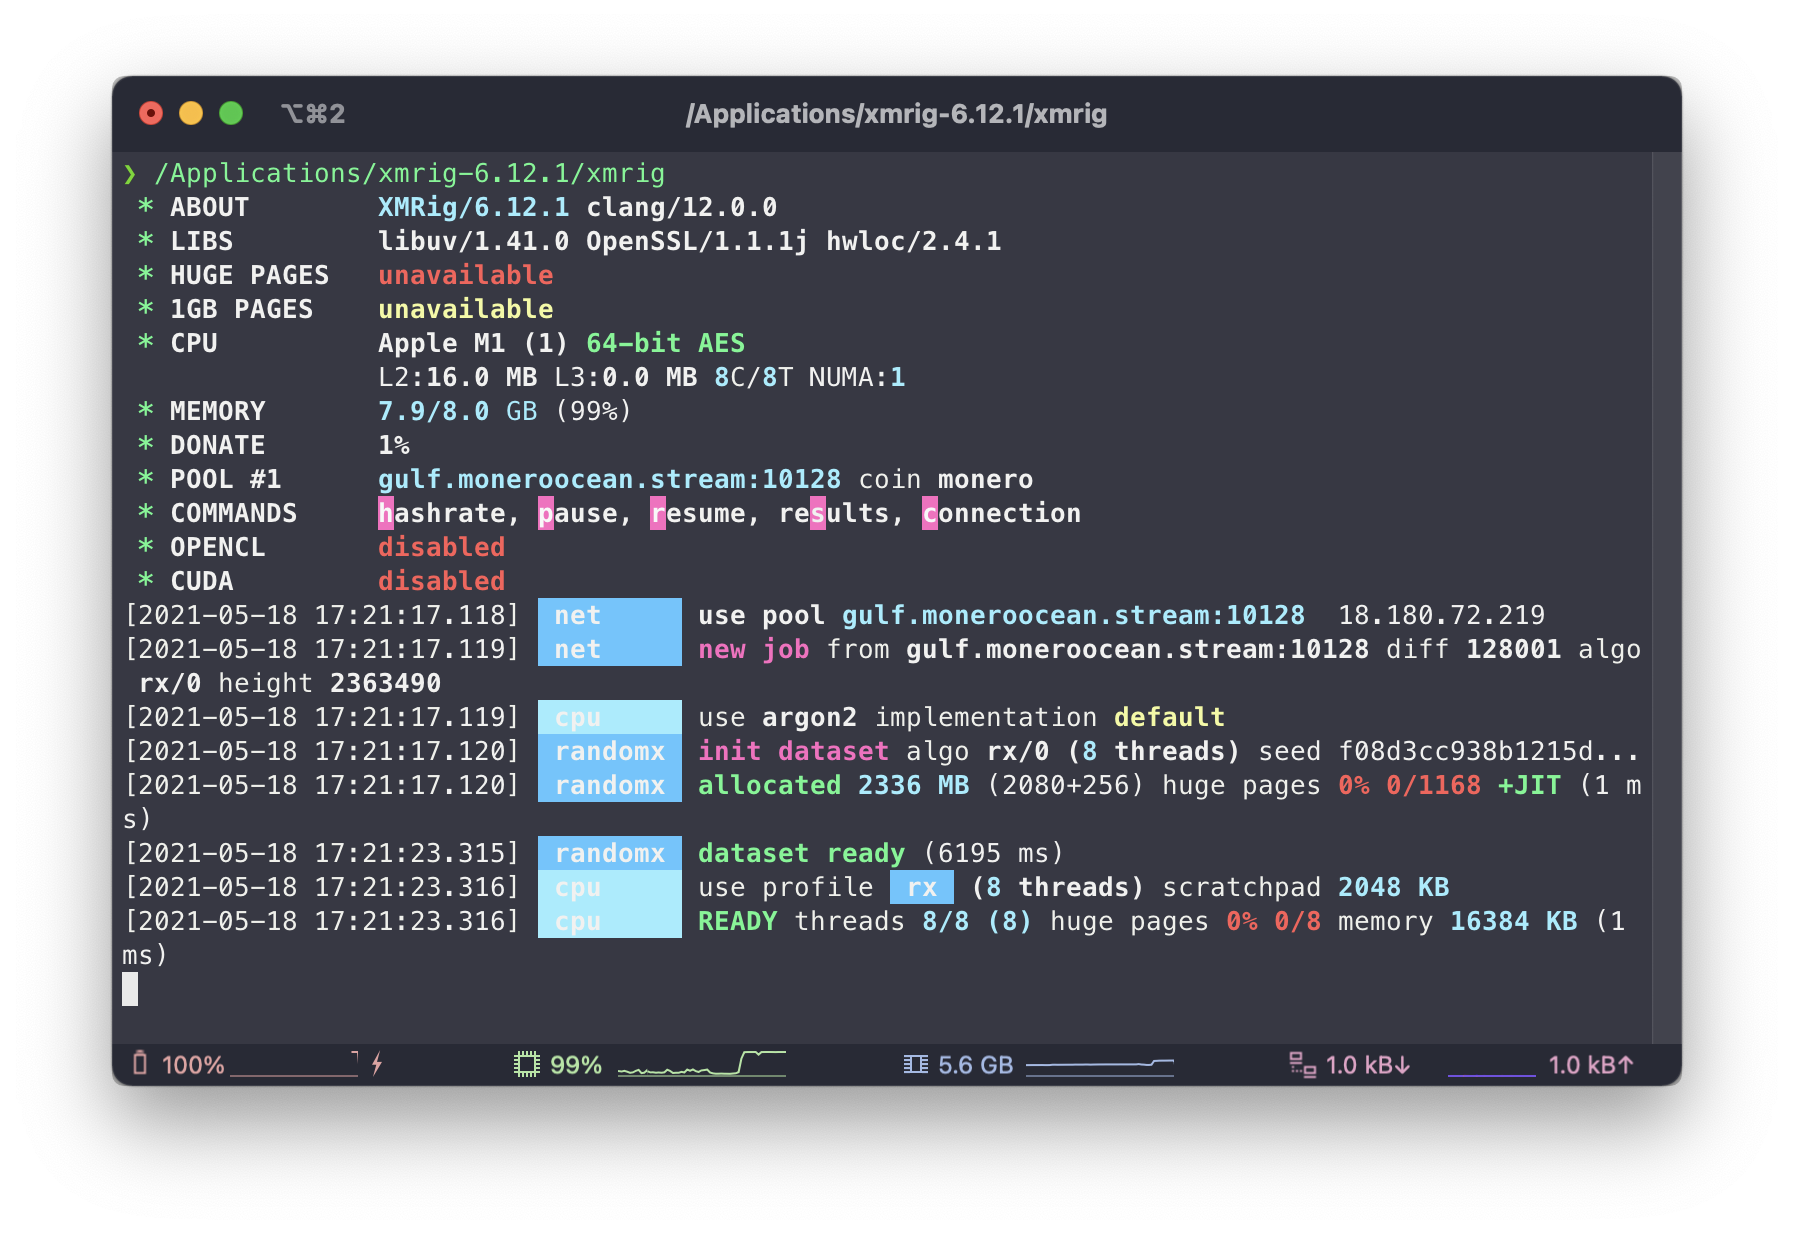 ⌥⌘2
/Applications/xmrig-6.12.1/xmrig
❯ /Applications/xmrig-6.12.1/xmrig
* ABOUT XMRig/6.12.1 clang/12.0.0
* LIBS libuv/1.41.0 OpenSSL/1.1.1j hwloc/2.4.1
* HUGE PAGES unavailable
* 1GB PAGES unavailable
* CPU Apple M1 (1) 64-bit AES
L2:16.0 MB L3:0.0 MB 8C/8T NUMA:1
* MEMORY 7.9/8.0 GB (99%)
* DONATE 1%
* POOL #1 gulf.moneroocean.stream:10128 coin monero
* COMMANDS hashrate, pause, resume, results, connection
* OPENCL disabled
* CUDA disabled
[2021-05-18 17:21:17.118] net use pool gulf.moneroocean.stream:10128 18.180.72.219
[2021-05-18 17:21:17.119] net new job from gulf.moneroocean.stream:10128 diff 128001 algo
rx/0 height 2363490
[2021-05-18 17:21:17.119] cpu use argon2 implementation default
[2021-05-18 17:21:17.120] randomx init dataset algo rx/0 (8 threads) seed f08d3cc938b1215d...
[2021-05-18 17:21:17.120] randomx allocated 2336 MB (2080+256) huge pages 0% 0/1168 +JIT (1 m
s)
[2021-05-18 17:21:23.315] randomx dataset ready (6195 ms)
[2021-05-18 17:21:23.316] cpu use profile rx (8 threads) scratchpad 2048 KB
[2021-05-18 17:21:23.316] cpu READY threads 8/8 (8) huge pages 0% 0/8 memory 16384 KB (1
ms)
100% 99% 5.6 GB 1.0 kB↓ 1.0 kB↑